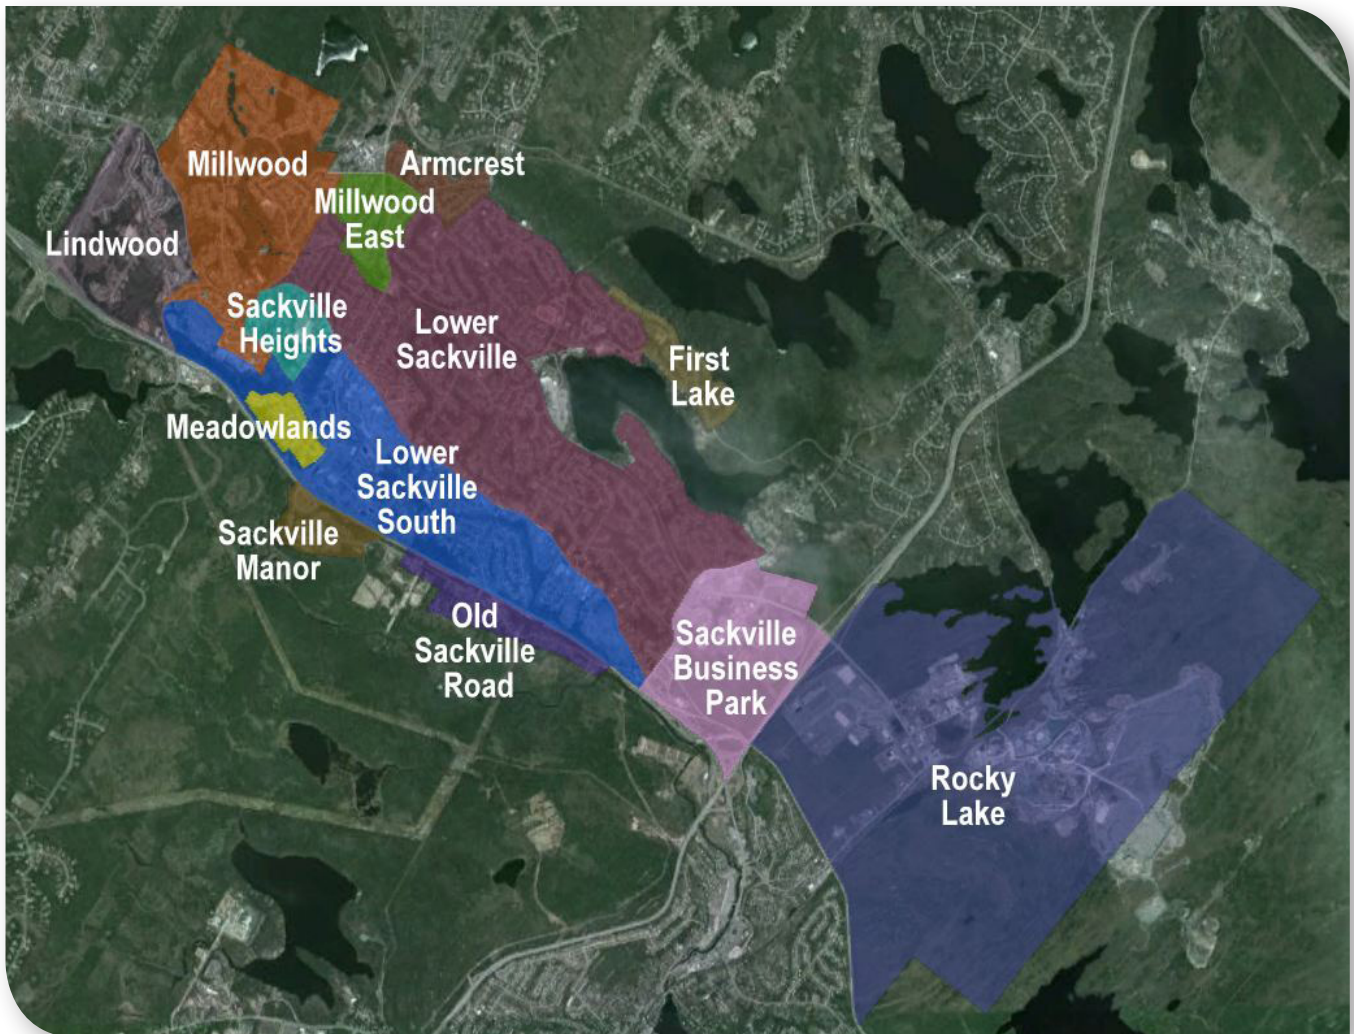 Millwood
Armcrest
Millwood
East
Lindwood
Sackville
Heights
Lower
Sackville
First
Lake
Meadowlands
Lower
Sackville
South
Sackville
Manor
Old
Sackville
Road
Sackville
Business
Park
Rocky
Lake